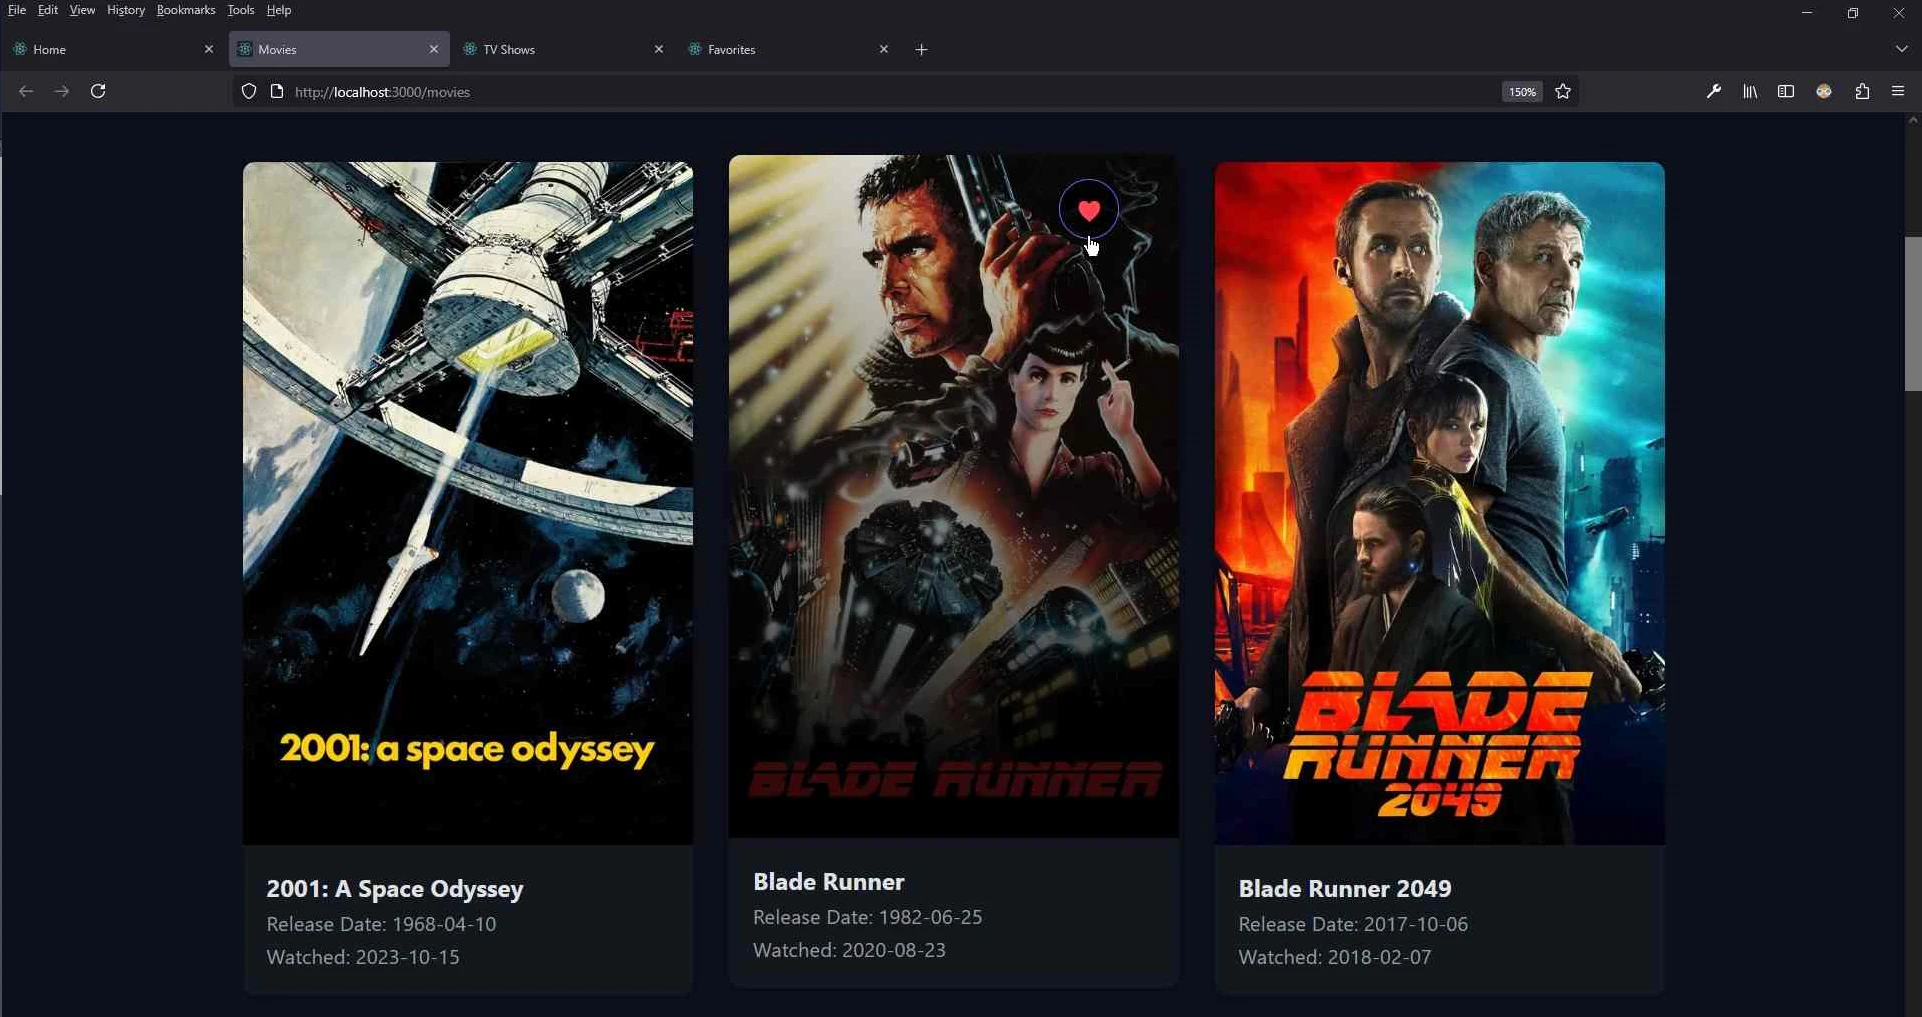 File Edit View History Bookmarks Tools Help
Home Movies TV Shows Favorites
http://localhost:3000/movies 150%
2001: a space odyssey
BLADE RUNNER
BLADE
RUNNER
2049
2001: A Space Odyssey
Release Date: 1968-04-10
Watched: 2023-10-15
Blade Runner
Release Date: 1982-06-25
Watched: 2020-08-23
Blade Runner 2049
Release Date: 2017-10-06
Watched: 2018-02-07